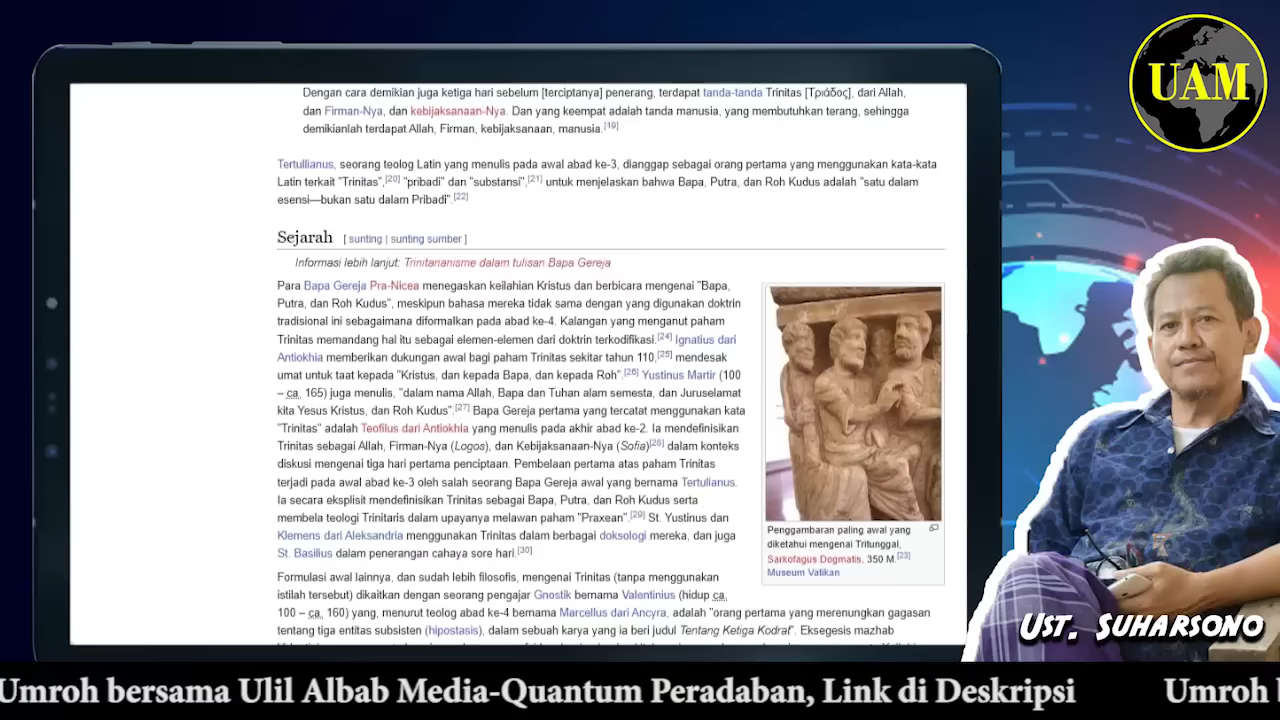 Dengan cara demikian juga ketiga hari sebelum [terciptanya] penerang, terdapat tanda-tanda Trinitas [Τριάδος], dari Allah,
dan Firman-Nya, dan kebijaksanaan-Nya. Dan yang keempat adalah tanda manusia, yang membutuhkan terang, sehingga
demikianlah terdapat Allah, Firman, kebijaksanaan, manusia.[19]
Tertullianus, seorang teolog Latin yang menulis pada awal abad ke-3, dianggap sebagai orang pertama yang menggunakan kata-kata
Latin terkait "Trinitas",[20] "pribadi" dan "substansi",[21] untuk menjelaskan bahwa Bapa, Putra, dan Roh Kudus adalah "satu dalam
esensi—bukan satu dalam Pribadi".[22]
Sejarah [ sunting | sunting sumber ]
Informasi lebih lanjut: Trinitananisme dalam tulisan Bapa Gereja
Para Bapa Gereja Pra-Nicea menegaskan keilahian Kristus dan berbicara mengenai "Bapa,
Putra, dan Roh Kudus", meskipun bahasa mereka tidak sama dengan yang digunakan doktrin
tradisional ini sebagaimana diformalkan pada abad ke-4. Kalangan yang menganut paham
Trinitas memandang hal itu sebagai elemen-elemen dari doktrin terkodifikasi.[24] Ignatius dari
Antiokhia memberikan dukungan awal bagi paham Trinitas sekitar tahun 110,[25] mendesak
umat untuk taat kepada "Kristus, dan kepada Bapa, dan kepada Roh".[26] Yustinus Martir (100
– ca. 165) juga menulis, "dalam nama Allah, Bapa dan Tuhan alam semesta, dan Juruselamat
kita Yesus Kristus, dan Roh Kudus".[27] Bapa Gereja pertama yang tercatat menggunakan kata
"Trinitas" adalah Teofilus dari Antiokhia yang menulis pada akhir abad ke-2. Ia mendefinisikan
Trinitas sebagai Allah, Firman-Nya (Logos), dan Kebijaksanaan-Nya (Sofia)[28] dalam konteks
diskusi mengenai tiga hari pertama penciptaan. Pembelaan pertama atas paham Trinitas
terjadi pada awal abad ke-3 oleh salah seorang Bapa Gereja awal yang bernama Tertulianus.
Ia secara eksplisit mendefinisikan Trinitas sebagai Bapa, Putra, dan Roh Kudus serta
membela teologi Trinitaris dalam upayanya melawan paham "Praxean".[29] St. Yustinus dan
Klemens dari Aleksandria menggunakan Trinitas dalam berbagai doksologi mereka, dan juga
St. Basilius dalam penerangan cahaya sore hari.[30]
Penggambaran paling awal yang
diketahui mengenai Tritunggal,
Sarkofagus Dogmatis, 350 M.[23]
Museum Vatikan
Formulasi awal lainnya, dan sudah lebih filosofis, mengenai Trinitas (tanpa menggunakan
istilah tersebut) dikaitkan dengan seorang pengajar Gnostik bernama Valentinius (hidup ca.
100 – ca. 160) yang, menurut teolog abad ke-4 bernama Marcellus dari Ancyra, adalah "orang pertama yang merenungkan gagasan
tentang tiga entitas subsisten (hipostasis), dalam sebuah karya yang ia beri judul Tentang Ketiga Kodrat". Eksegesis mazhab
UAM
UST. SUHARSONO
Umroh bersama Ulil Albab Media-Quantum Peradaban, Link di Deskripsi
Umroh